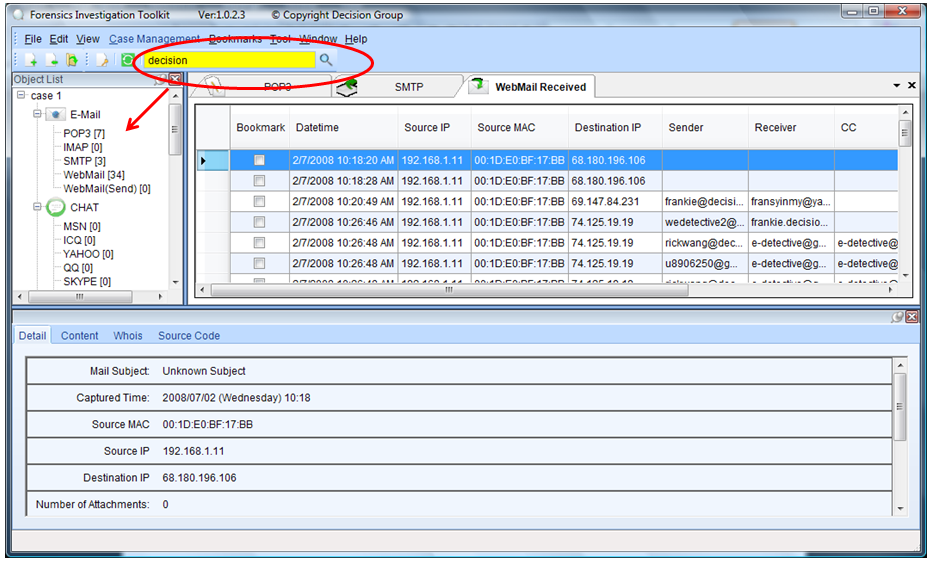 Forensics Investigation Toolkit Ver:1.0.2.3 © Copyright Decision Group
File Edit View Case Management Bookmarks Tool Window Help
decision
Object List
case 1
E-Mail
POP3 [7]
IMAP [0]
SMTP [3]
WebMail [34]
WebMail(Send) [0]
CHAT
MSN [0]
ICQ [0]
YAHOO [0]
QQ [0]
SKYPE [0]
POP3 SMTP WebMail Received
Bookmark Datetime Source IP Source MAC Destination IP Sender Receiver CC
2/7/2008 10:18:20 AM 192.168.1.11 00:1D:E0:BF:17:BB 68.180.196.106
2/7/2008 10:18:28 AM 192.168.1.11 00:1D:E0:BF:17:BB 68.180.196.106
2/7/2008 10:20:49 AM 192.168.1.11 00:1D:E0:BF:17:BB 69.147.84.231 frankie@decisi... fransyinmy@ya...
2/7/2008 10:26:46 AM 192.168.1.11 00:1D:E0:BF:17:BB 74.125.19.19 wedetective2@... frankie.decisio...
2/7/2008 10:26:48 AM 192.168.1.11 00:1D:E0:BF:17:BB 74.125.19.19 rickwang@dec... e-detective@g... e-detective@
2/7/2008 10:26:48 AM 192.168.1.11 00:1D:E0:BF:17:BB 74.125.19.19 u8906250@g... e-detective@g... e-detective@
Detail Content Whois Source Code
Mail Subject: Unknown Subject
Captured Time: 2008/07/02 (Wednesday) 10:18
Source MAC 00:1D:E0:BF:17:BB
Source IP 192.168.1.11
Destination IP 68.180.196.106
Number of Attachments: 0